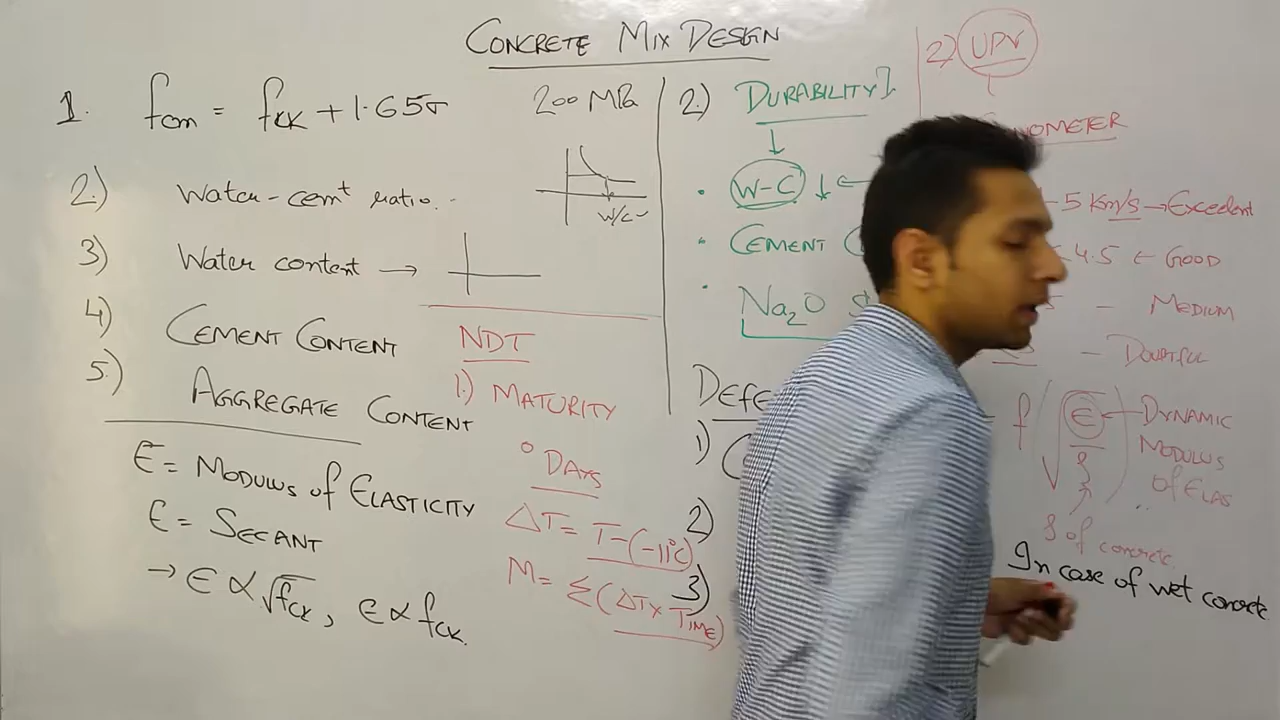 CONCRETE MIX DESIGN
1. fcm = fck + 1.65σ
200 MPa
2.) Water-cemt ratio.
W/C
3) Water content →
4) CEMENT CONTENT
5.) AGGREGATE CONTENT
E = MODULUS of ELASTICITY
E = SECANT
→ E ∝ √fck, E ∝ fck.
NDT
1.) MATURITY
° DAYS
ΔT = T-(-11°C)
M = Σ(ΔT x TIME)
2.) DURABILITY
↓
• W-C ↓ ←
• CEMENT
• Na2O
DEFE
1)
2)
3)
2) UPV
5 Km/s → Excellent
4.5 ← GOOD
5 - MEDIUM
- DOUBTFUL
f(√E/ρ) ← DYNAMIC
MODULUS
of ELAS
ρ of concrete
In case of wet concrete